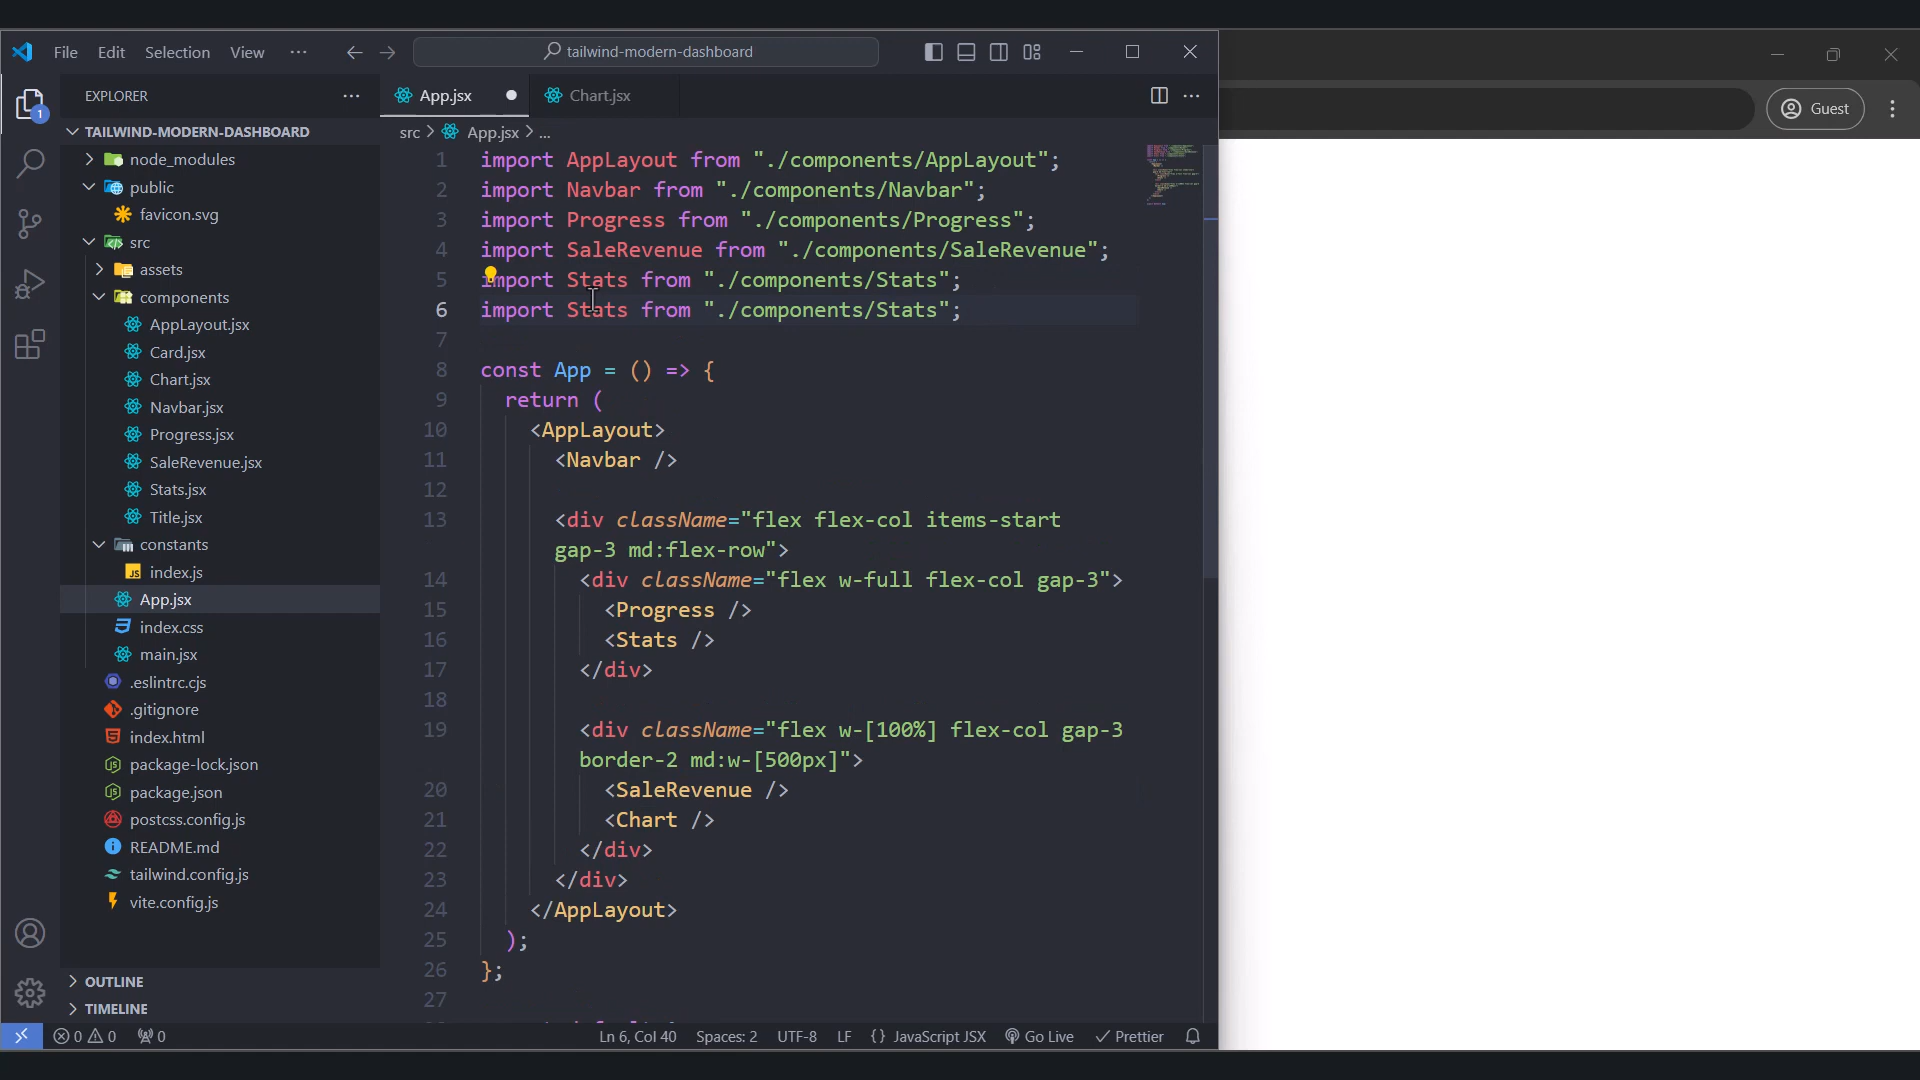 File Edit Selection View ··· tailwind-modern-dashboard
EXPLORER ···
App.jsx
Chart.jsx
Guest
TAILWIND-MODERN-DASHBOARD
src > App.jsx > ...
node_modules
public
favicon.svg
src
assets
components
AppLayout.jsx
Card.jsx
Chart.jsx
Navbar.jsx
Progress.jsx
SaleRevenue.jsx
Stats.jsx
Title.jsx
constants
JS index.js
App.jsx
index.css
main.jsx
.eslintrc.cjs
.gitignore
index.html
package-lock.json
package.json
postcss.config.js
README.md
tailwind.config.js
vite.config.js
OUTLINE
TIMELINE
1 import AppLayout from "./components/AppLayout";
2 import Navbar from "./components/Navbar";
3 import Progress from "./components/Progress";
4 import SaleRevenue from "./components/SaleRevenue";
5 import Stats from "./components/Stats";
6 import Stats from "./components/Stats";
7
8 const App = () => {
9 return (
10 <AppLayout>
11 <Navbar />
12
13 <div className="flex flex-col items-start
gap-3 md:flex-row">
14 <div className="flex w-full flex-col gap-3">
15 <Progress />
16 <Stats />
17 </div>
18
19 <div className="flex w-[100%] flex-col gap-3
border-2 md:w-[500px]">
20 <SaleRevenue />
21 <Chart />
22 </div>
23 </div>
24 </AppLayout>
25 );
26 };
27
0 0 0 Ln 6, Col 40 Spaces: 2 UTF-8 LF {} JavaScript JSX Go Live Prettier
1